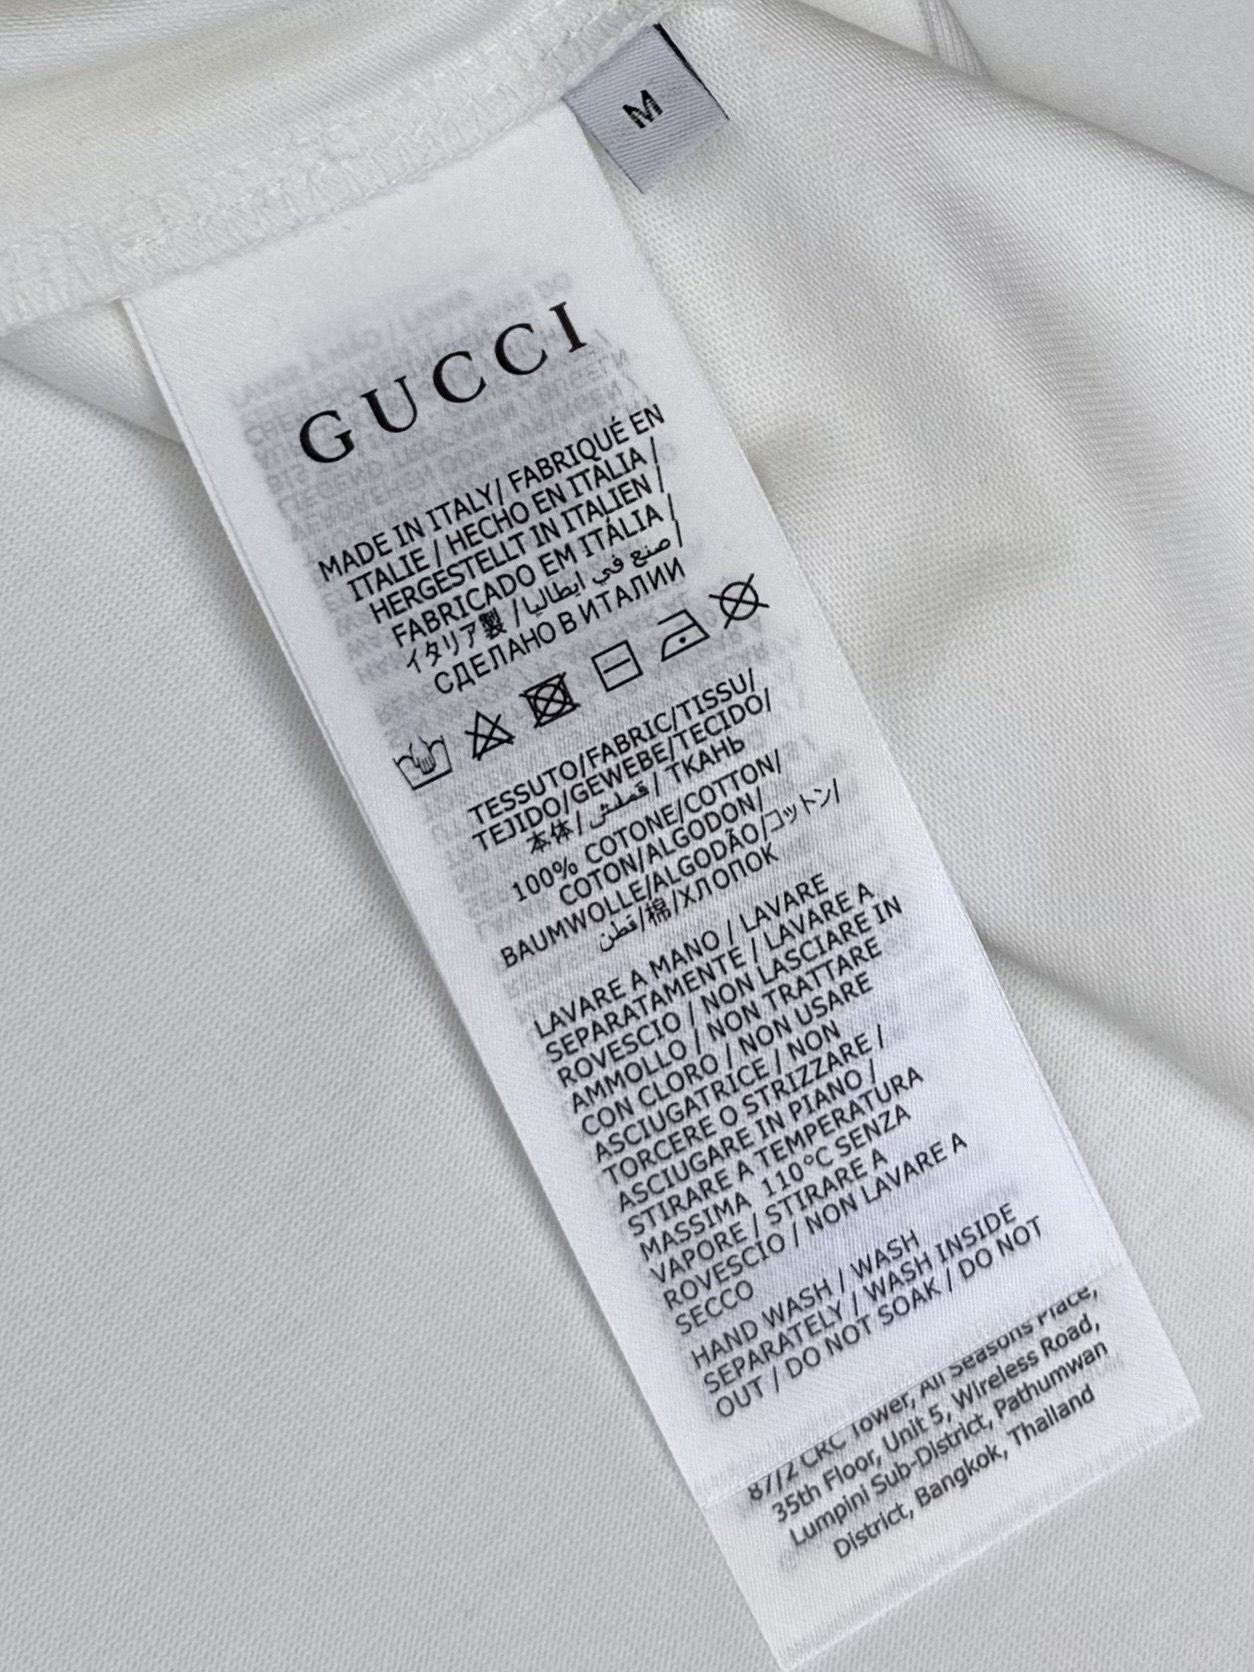 M
GUCCI
MADE IN ITALY/ FABRIQUÉ EN
ITALIE / HECHO EN ITALIA /
HERGESTELLT IN ITALIEN /
FABRICADO EM ITÁLIA /
イタリア製 / صنع في ايطاليا /
СДЕЛАНО В ИТАЛИИ
TESSUTO/FABRIC/TISSU/
TEJIDO/GEWEBE/TECIDO/
本体/ قملش / ТКАНЬ
100% COTONE/COTTON/
COTON/ALGODON/
BAUMWOLLE/ALGODÃO/コットン/
قطن/棉/ХЛОПОК
LAVARE A MANO / LAVARE
SEPARATAMENTE / LAVARE A
ROVESCIO / NON LASCIARE IN
AMMOLLO / NON TRATTARE
CON CLORO / NON USARE
ASCIUGATRICE / NON
TORCERE O STRIZZARE /
ASCIUGARE IN PIANO /
STIRARE A TEMPERATURA
MASSIMA 110°C SENZA
VAPORE / STIRARE A
ROVESCIO / NON LAVARE A
SECCO
HAND WASH / WASH
SEPARATELY / WASH INSIDE
OUT / DO NOT SOAK / DO NOT
87/2 CRC Tower, All Seasons Place,
35th Floor, Unit 5, Wireless Road,
Lumpini Sub-District, Pathumwan
District, Bangkok, Thailand